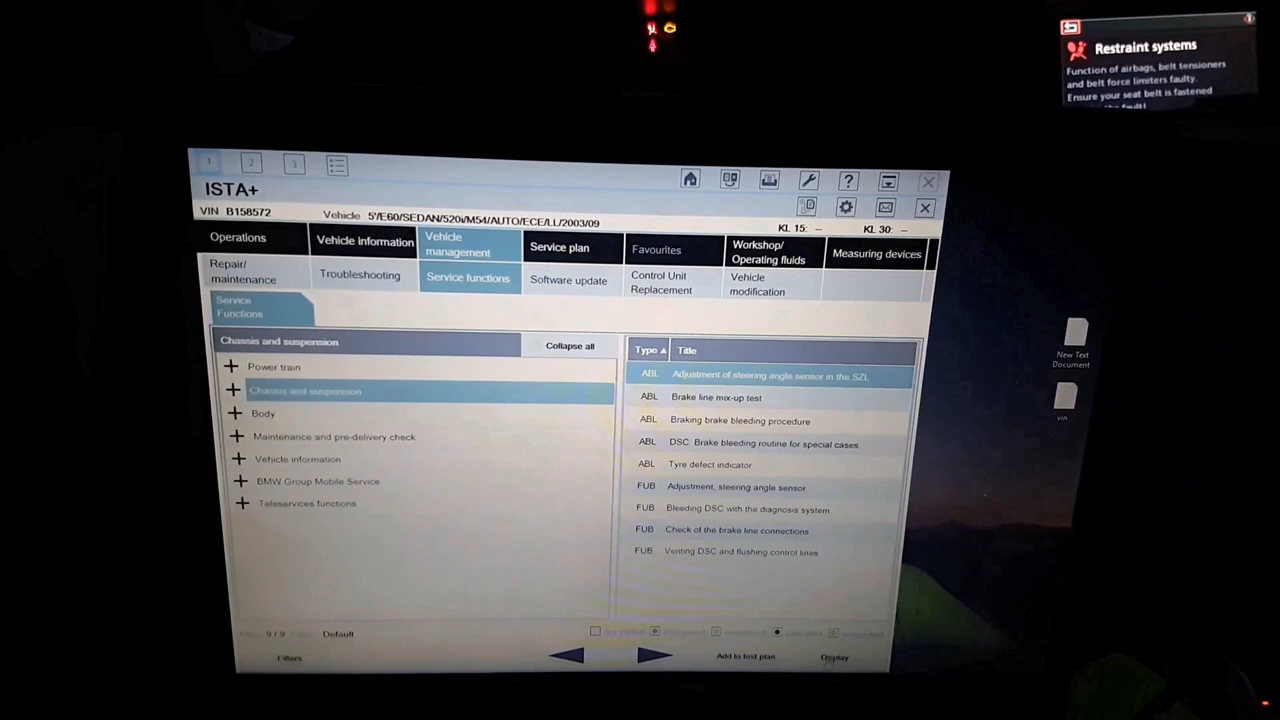 Restraint systems
Function of airbags, belt tensioners
and belt force limiters faulty.
Ensure your seat belt is fastened
fault!
1 2 3
ISTA+
VIN B158572 Vehicle 5'/E60/SEDAN/520i/M54/AUTO/ECE/LL/2003/09
KL 15: – KL 30: –
Operations
Vehicle information
Vehicle
management
Service plan
Favourites
Workshop/
Operating fluids
Measuring devices
Repair/
maintenance
Troubleshooting
Service functions
Software update
Control Unit
Replacement
Vehicle
modification
Service
Functions
Chassis and suspension
Collapse all
Power train
Chassis and suspension
Body
Maintenance and pre-delivery check
Vehicle information
BMW Group Mobile Service
Teleservices functions
Type Title
ABL Adjustment of steering angle sensor in the SZL
ABL Brake line mix-up test
ABL Braking brake bleeding procedure
ABL DSC: Brake bleeding routine for special cases
ABL Tyre defect indicator
FUB Adjustment, steering angle sensor
FUB Bleeding DSC with the diagnosis system
FUB Check of the brake line connections
FUB Venting DSC and flushing control lines
9 / 9 Default
Filters
Add to test plan
Display
New Text
Document
vin